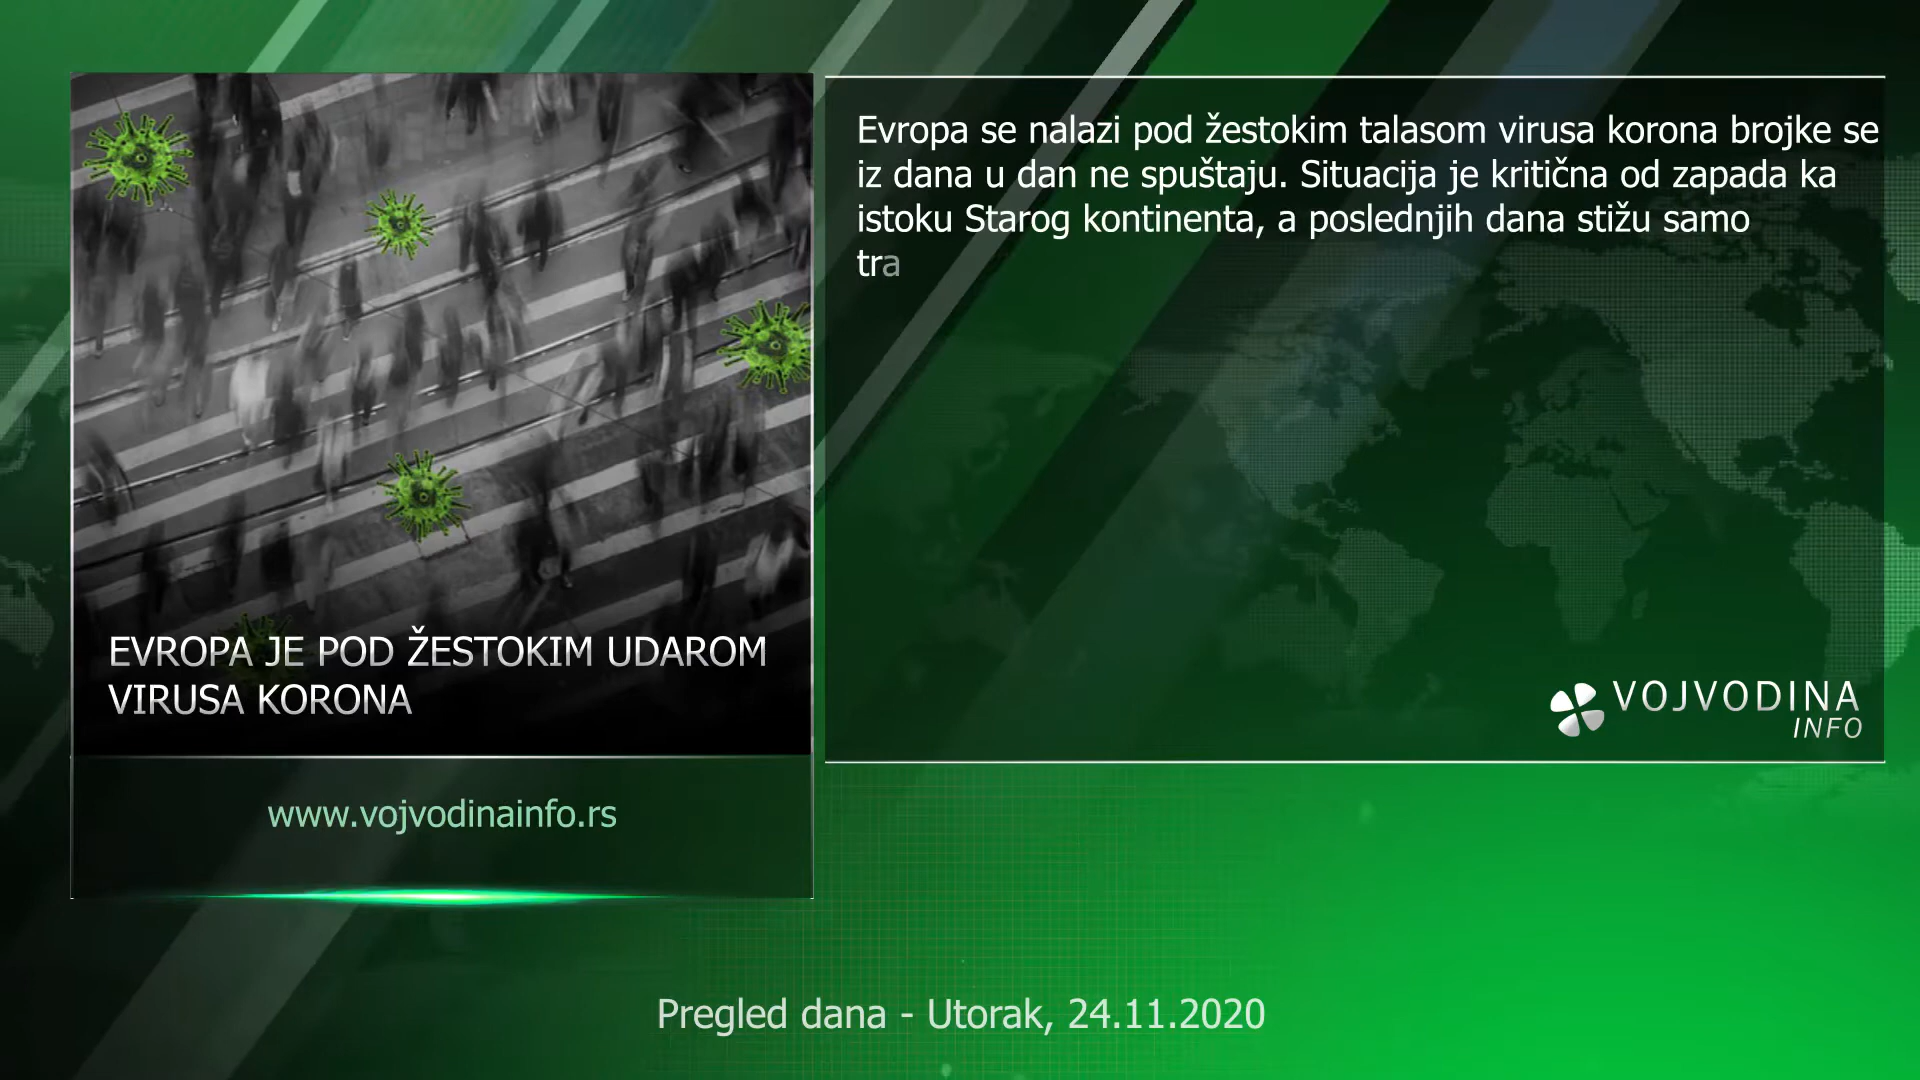 Evropa se nalazi pod žestokim talasom virusa korona brojke se
iz dana u dan ne spuštaju. Situacija je kritična od zapada ka
istoku Starog kontinenta, a poslednjih dana stižu samo
tra
EVROPA JE POD ŽESTOKIM UDAROM
VIRUSA KORONA
VOJVODINA
INFO
www.vojvodinainfo.rs
Pregled dana - Utorak, 24.11.2020